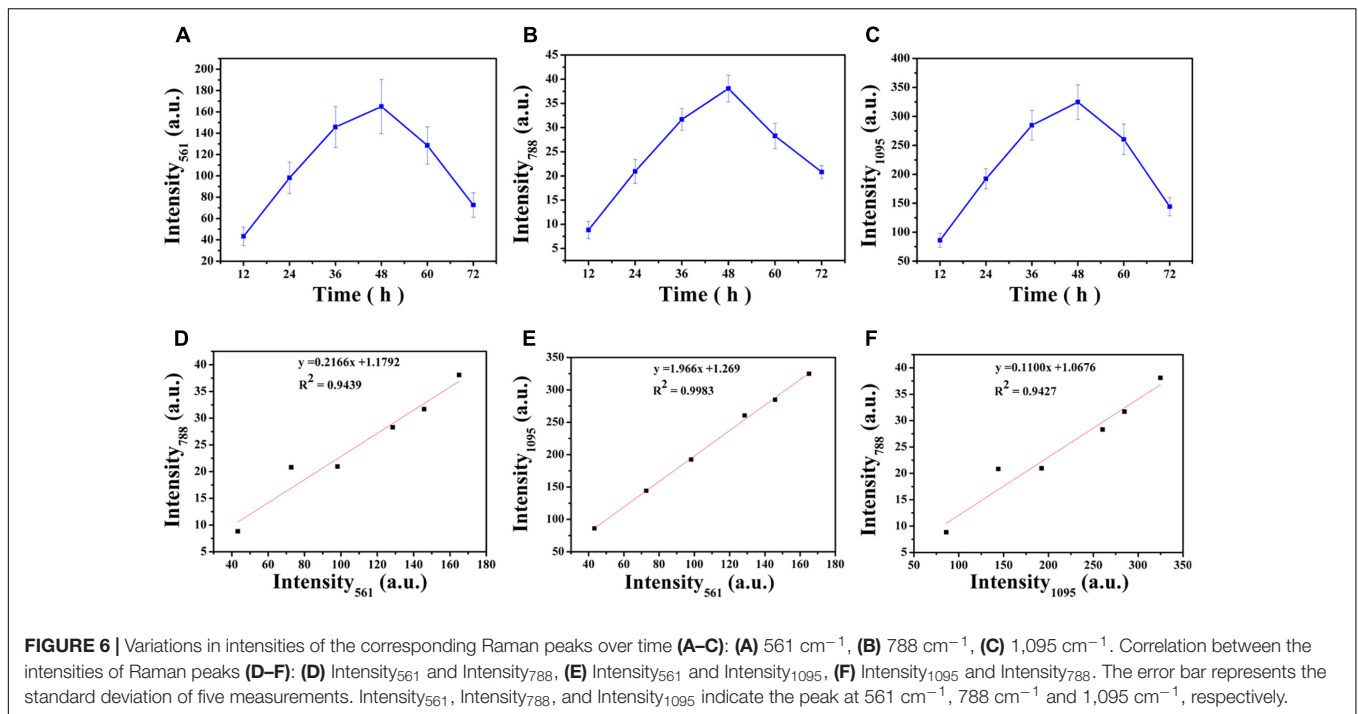 A
B
C
210
200
180
160
140
120
100
80
60
40
20
Intensity561 (a.u.)
12 24 36 48 60 72
Time ( h )
45
40
35
30
25
20
15
10
5
0
Intensity788 (a.u.)
12 24 36 48 60 72
Time ( h )
400
350
300
250
200
150
100
50
Intensity1095 (a.u.)
12 24 36 48 60 72
Time ( h )
D
E
F
y =0.2166x +1.1792
R2 = 0.9439
40
35
30
25
20
15
10
5
Intensity788 (a.u.)
40 60 80 100 120 140 160 180
Intensity561 (a.u.)
y=1.966x +1.269
R2 = 0.9983
350
300
250
200
150
100
50
Intensity1095 (a.u.)
40 60 80 100 120 140 160 180
Intensity561 (a.u.)
y=0.1100x +1.0676
R2 = 0.9427
40
35
30
25
20
15
10
5
Intensity788 (a.u.)
50 100 150 200 250 300 350
Intensity1095 (a.u.)
FIGURE 6 | Variations in intensities of the corresponding Raman peaks over time (A–C): (A) 561 cm−1, (B) 788 cm−1, (C) 1,095 cm−1. Correlation between the
intensities of Raman peaks (D–F): (D) Intensity561 and Intensity788, (E) Intensity561 and Intensity1095, (F) Intensity1095 and Intensity788. The error bar represents the
standard deviation of five measurements. Intensity561, Intensity788, and Intensity1095 indicate the peak at 561 cm−1, 788 cm−1 and 1,095 cm−1, respectively.